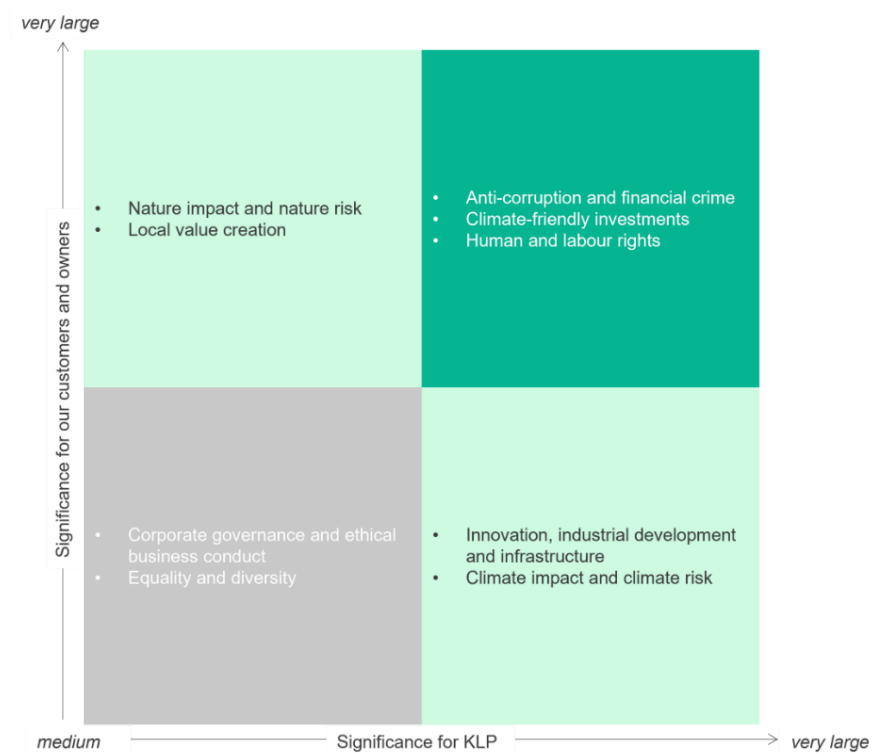 very large
Significance for our customers and owners
• Nature impact and nature risk
• Local value creation
• Anti-corruption and financial crime
• Climate-friendly investments
• Human and labour rights
• Corporate governance and ethical
business conduct
• Equality and diversity
• Innovation, industrial development
and infrastructure
• Climate impact and climate risk
medium
Significance for KLP
very large